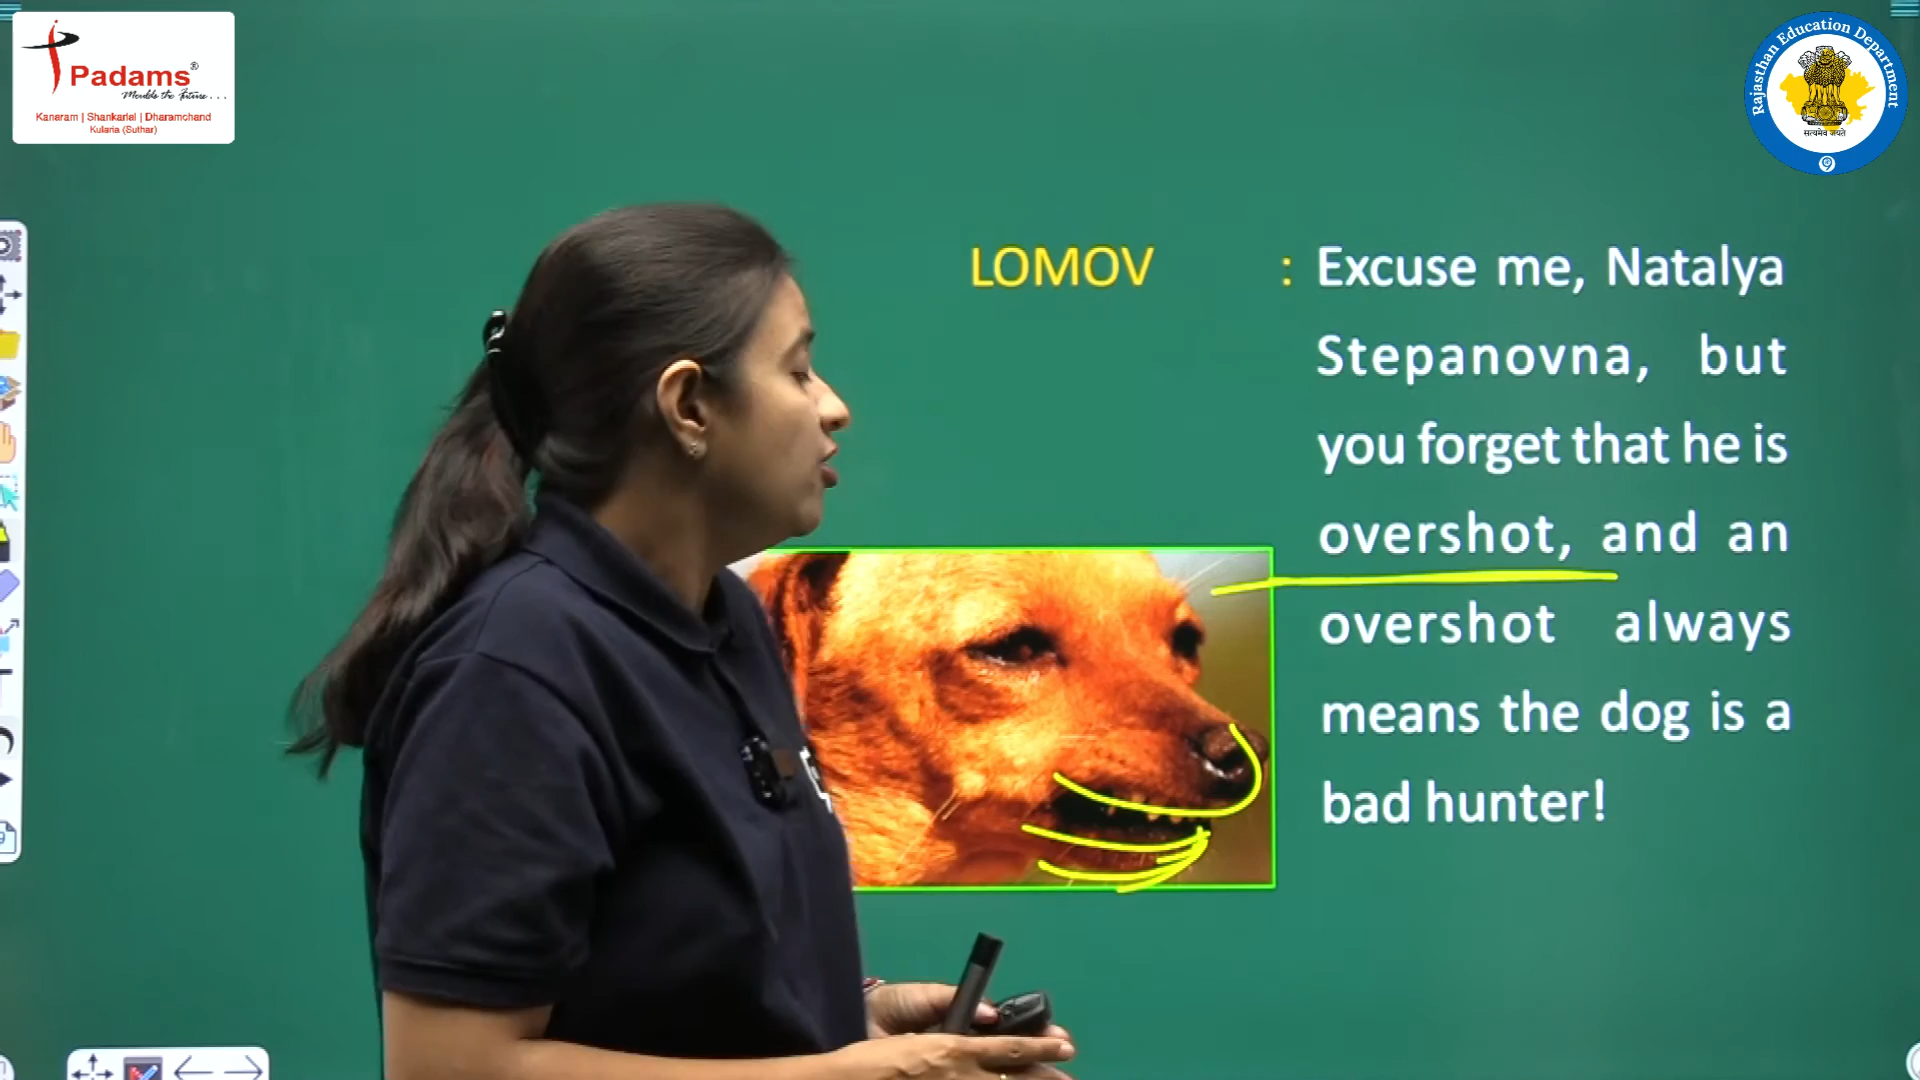 Padams®
Moulds the Future...
Kanaram | Shankarlal | Dharamchand
Kularia (Suthar)
Rajasthan Education Department
सत्यमेव जयते
LOMOV : Excuse me, Natalya
Stepanovna, but
you forget that he is
overshot, and an
overshot always
means the dog is a
bad hunter!